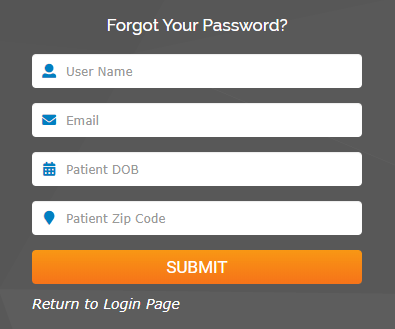 Forgot Your Password?
User Name
Email
Patient DOB
Patient Zip Code
SUBMIT
Return to Login Page